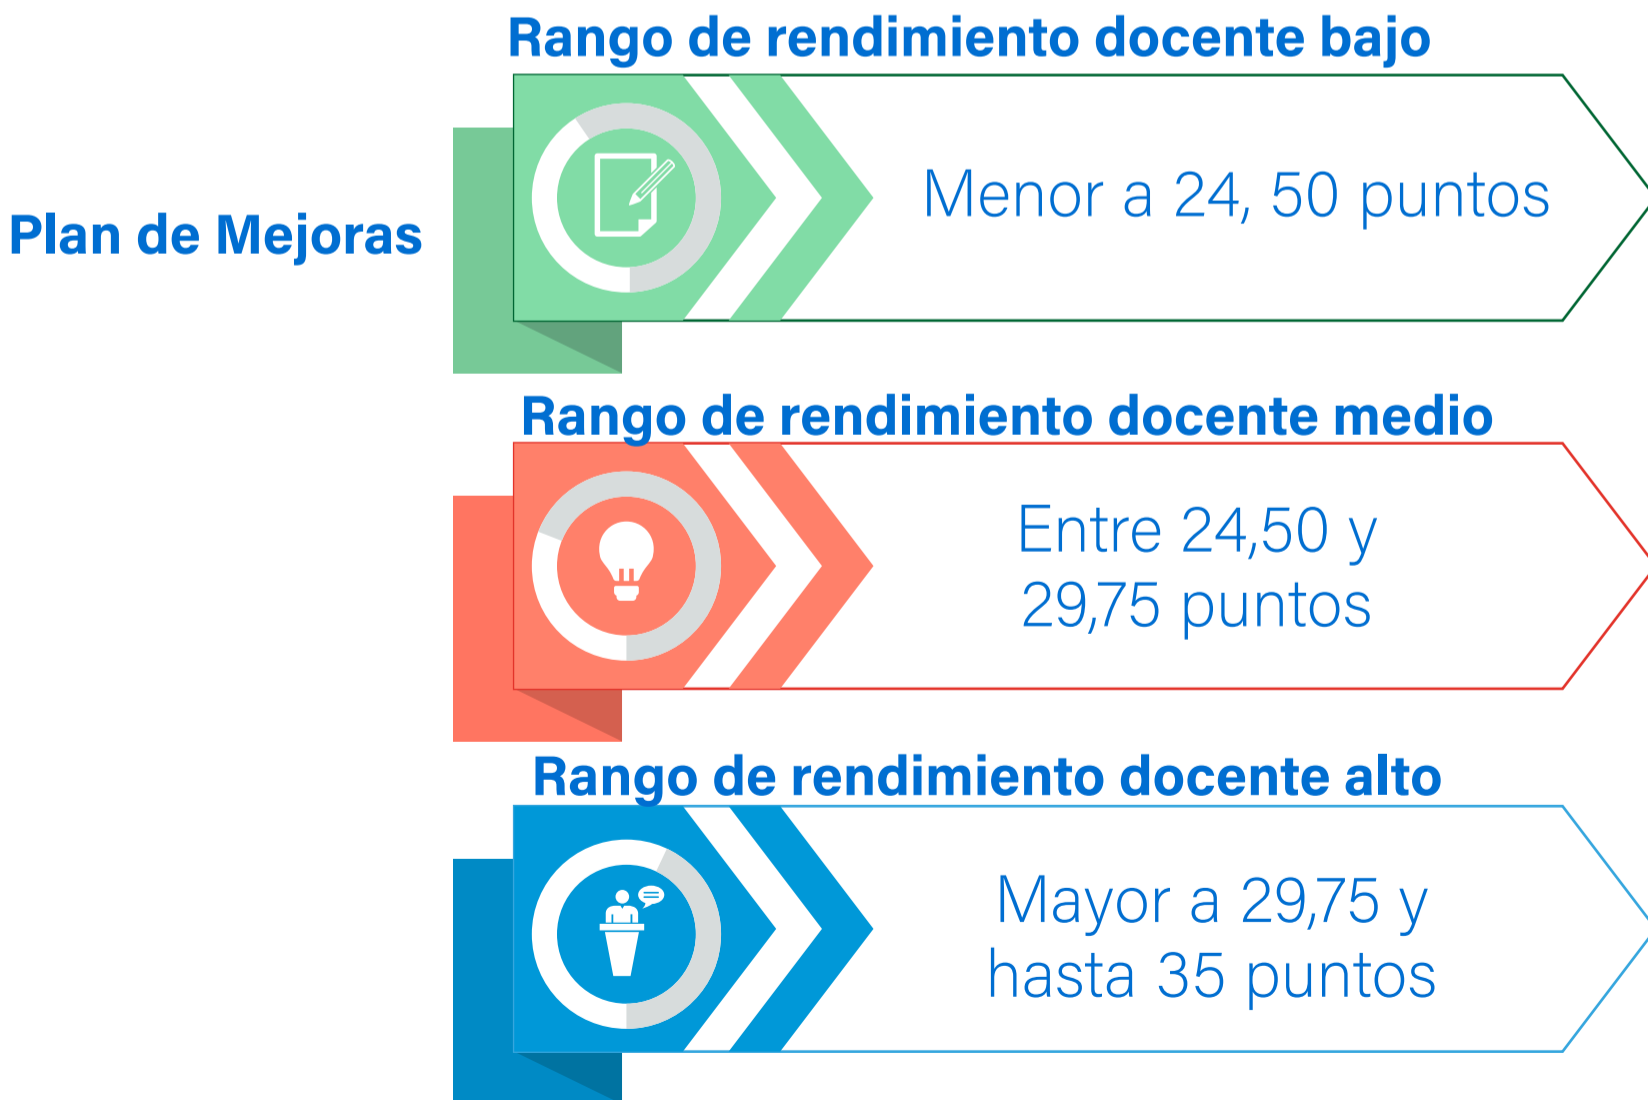 Rango de rendimiento docente bajo
Plan de Mejoras
Menor a 24, 50 puntos
Rango de rendimiento docente medio
Entre 24,50 y
29,75 puntos
Rango de rendimiento docente alto
Mayor a 29,75 y
hasta 35 puntos